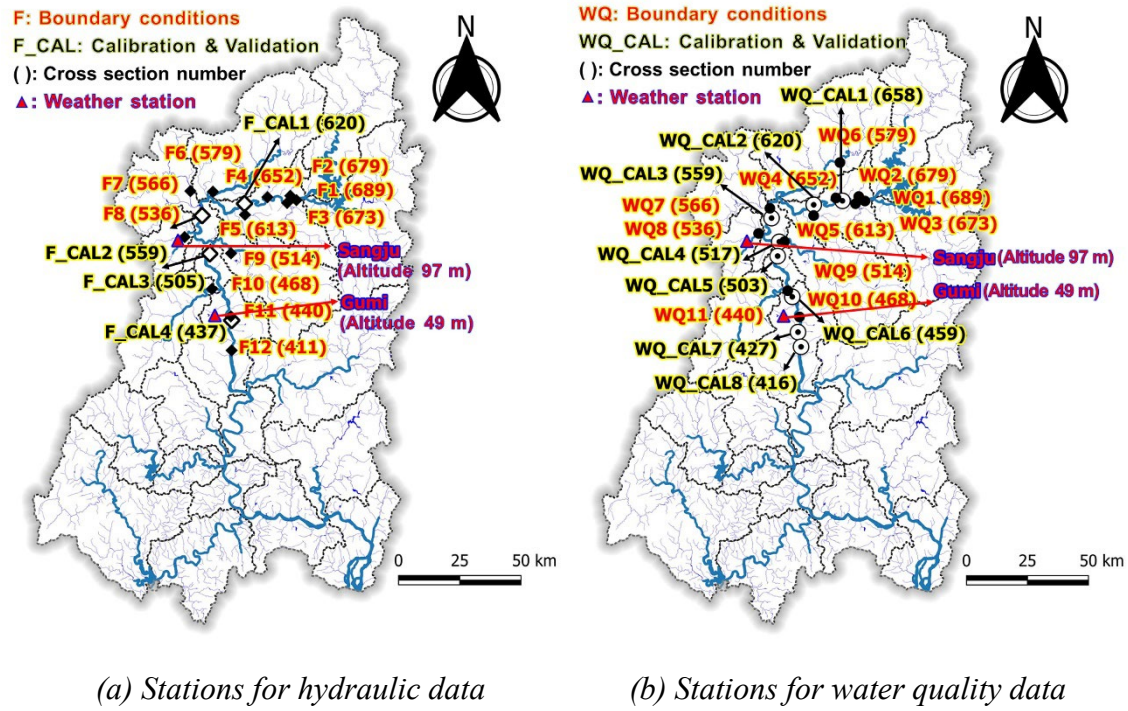 F: Boundary conditions
F_CAL: Calibration & Validation
( ): Cross section number
▲: Weather station
N
F_CAL1 (620)
F6 (579)
F4 (652)
F2 (679)
F7 (566)
F1 (689)
F8 (536)
F3 (673)
F5 (613)
F_CAL2 (559)
Sangju
(Altitude 97 m)
F9 (514)
F_CAL3 (505)
F10 (468)
Gumi
(Altitude 49 m)
F11 (440)
F_CAL4 (437)
F12 (411)
0 25 50 km
(a) Stations for hydraulic data
WQ: Boundary conditions
WQ_CAL: Calibration & Validation
( ): Cross section number
▲: Weather station
N
WQ_CAL1 (658)
WQ_CAL2 (620)
WQ6 (579)
WQ_CAL3 (559)
WQ4 (652)
WQ2 (679)
WQ7 (566)
WQ1 (689)
WQ8 (536)
WQ5 (613)
WQ3 (673)
WQ_CAL4 (517)
Sangju (Altitude 97 m)
WQ9 (514)
WQ_CAL5 (503)
Gumi (Altitude 49 m)
WQ10 (468)
WQ11 (440)
WQ_CAL6 (459)
WQ_CAL7 (427)
WQ_CAL8 (416)
0 25 50 km
(b) Stations for water quality data